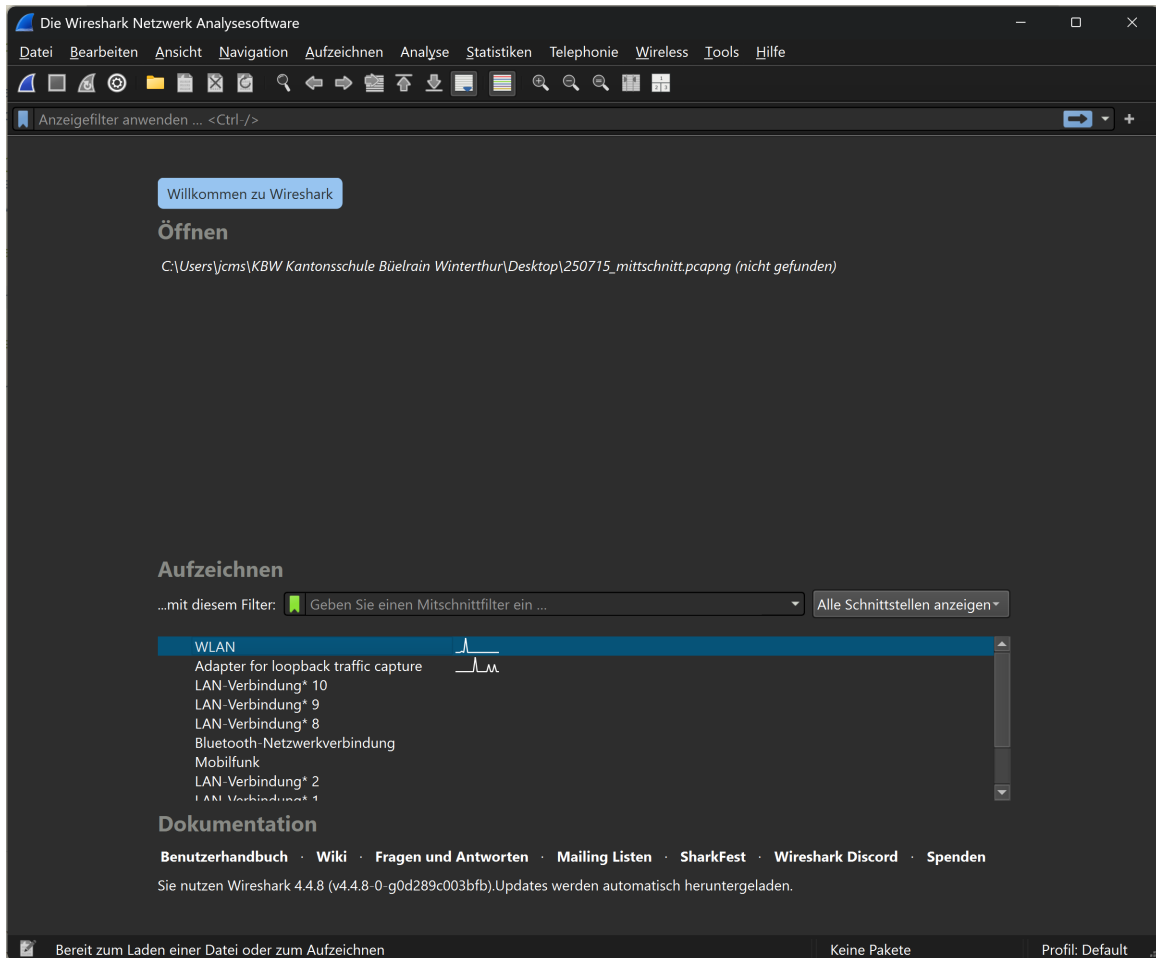 Die Wireshark Netzwerk Analysesoftware
Datei Bearbeiten Ansicht Navigation Aufzeichnen Analyse Statistiken Telephonie Wireless Tools Hilfe
Anzeigefilter anwenden ... <Ctrl-/>
Willkommen zu Wireshark
Öffnen
C:\Users\jcms\KBW Kantonsschule Büelrain Winterthur\Desktop\250715_mittschnitt.pcapng (nicht gefunden)
Aufzeichnen
...mit diesem Filter: Geben Sie einen Mitschnittfilter ein ... Alle Schnittstellen anzeigen
WLAN
Adapter for loopback traffic capture
LAN-Verbindung* 10
LAN-Verbindung* 9
LAN-Verbindung* 8
Bluetooth-Netzwerkverbindung
Mobilfunk
LAN-Verbindung* 2
LAN-Verbindung* 1
Dokumentation
Benutzerhandbuch · Wiki · Fragen und Antworten · Mailing Listen · SharkFest · Wireshark Discord · Spenden
Sie nutzen Wireshark 4.4.8 (v4.4.8-0-g0d289c003bfb).Updates werden automatisch heruntergeladen.
Bereit zum Laden einer Datei oder zum Aufzeichnen Keine Pakete Profil: Default